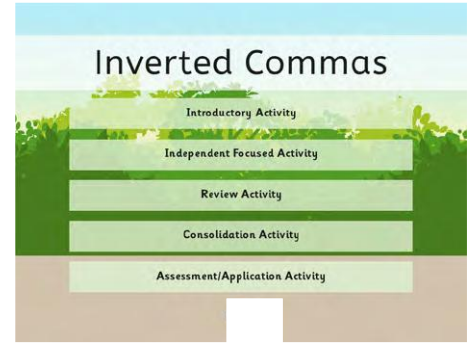 Inverted Commas
Introductory Activity
Independent Focused Activity
Review Activity
Consolidation Activity
Assessment/Application Activity